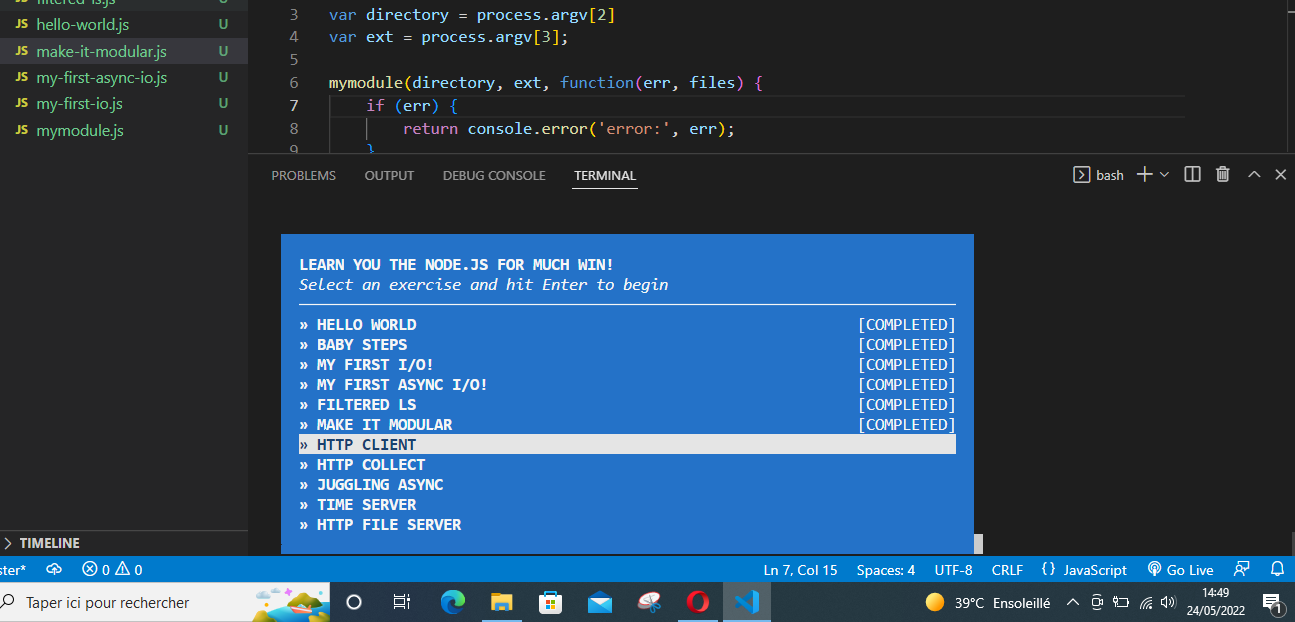 JS filtered-ls.js U
JS hello-world.js U
JS make-it-modular.js U
JS my-first-async-io.js U
JS my-first-io.js U
JS mymodule.js U
TIMELINE
3 var directory = process.argv[2]
4 var ext = process.argv[3];
5
6 mymodule(directory, ext, function(err, files) {
7 if (err) {
8 return console.error('error:', err);
9 }
PROBLEMS OUTPUT DEBUG CONSOLE TERMINAL bash
LEARN YOU THE NODE.JS FOR MUCH WIN!
Select an exercise and hit Enter to begin
» HELLO WORLD [COMPLETED]
» BABY STEPS [COMPLETED]
» MY FIRST I/O! [COMPLETED]
» MY FIRST ASYNC I/O! [COMPLETED]
» FILTERED LS [COMPLETED]
» MAKE IT MODULAR [COMPLETED]
» HTTP CLIENT
» HTTP COLLECT
» JUGGLING ASYNC
» TIME SERVER
» HTTP FILE SERVER
ster* 0 0 Ln 7, Col 15 Spaces: 4 UTF-8 CRLF {} JavaScript Go Live
Taper ici pour rechercher 39°C Ensoleillé 14:49
24/05/2022 1